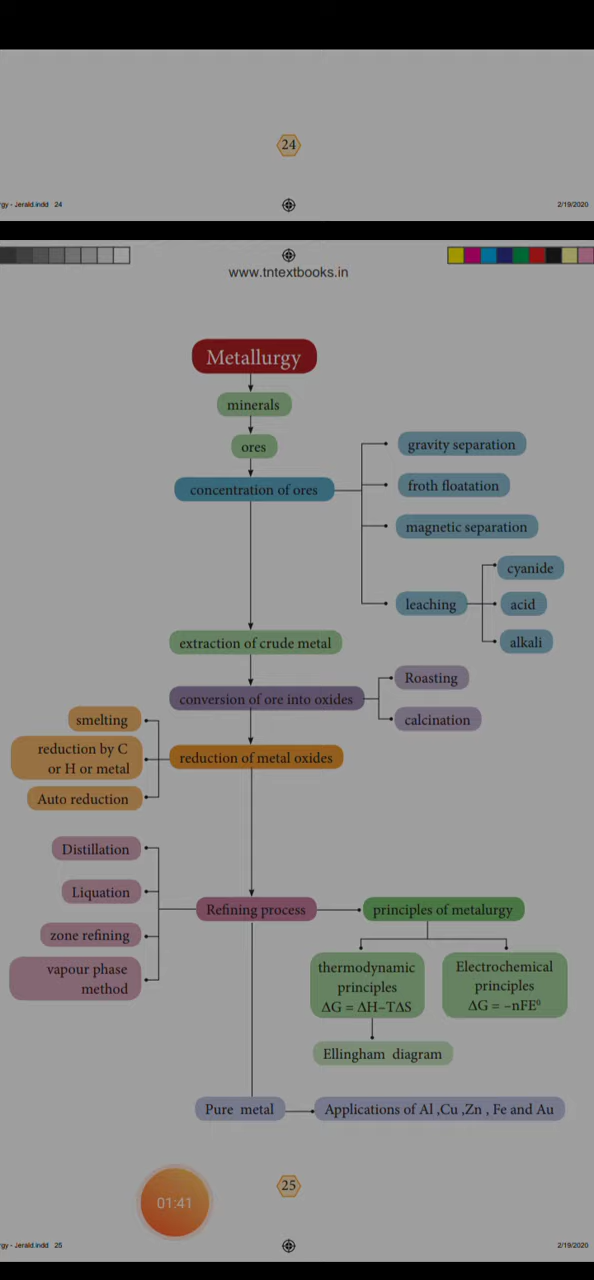 24
rgy - Jerald.indd 24
2/19/2020
www.tntextbooks.in
Metallurgy
minerals
ores
concentration of ores
gravity separation
froth floatation
magnetic separation
leaching
cyanide
acid
alkali
extraction of crude metal
conversion of ore into oxides
Roasting
calcination
reduction of metal oxides
smelting
reduction by C
or H or metal
Auto reduction
Refining process
Distillation
Liquation
zone refining
vapour phase
method
principles of metalurgy
thermodynamic
principles
ΔG = ΔH–TΔS
Electrochemical
principles
ΔG = –nFE⁰
Ellingham diagram
Pure metal
Applications of Al ,Cu ,Zn , Fe and Au
01:41
25
rgy - Jerald.indd 25
2/19/2020